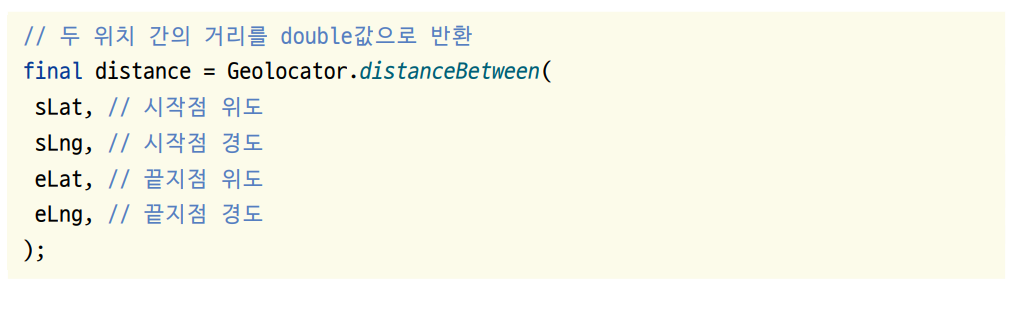 // 두 위치 간의 거리를 double값으로 반환
final distance = Geolocator.distanceBetween(
sLat, // 시작점 위도
sLng, // 시작점 경도
eLat, // 끝지점 위도
eLng, // 끝지점 경도
);